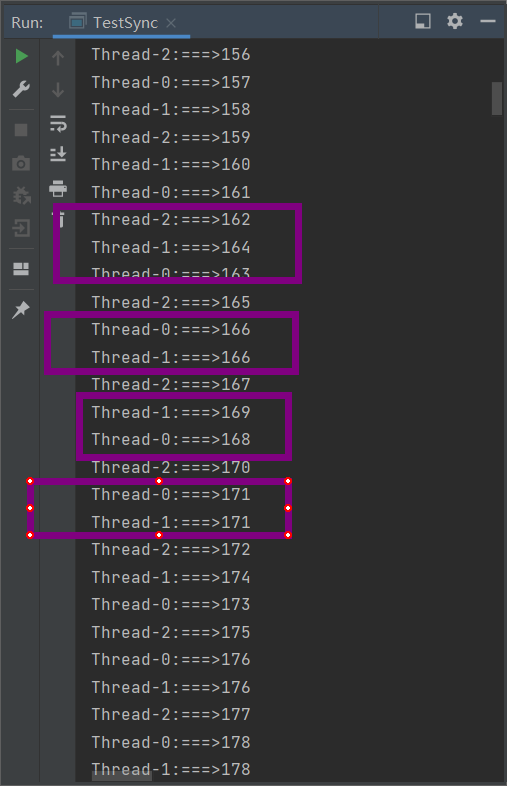 Run: TestSync
Thread-2:===>156
Thread-0:===>157
Thread-1:===>158
Thread-2:===>159
Thread-1:===>160
Thread-0:===>161
Thread-2:===>162
Thread-1:===>164
Thread-0:===>163
Thread-2:===>165
Thread-0:===>166
Thread-1:===>166
Thread-2:===>167
Thread-1:===>169
Thread-0:===>168
Thread-2:===>170
Thread-0:===>171
Thread-1:===>171
Thread-2:===>172
Thread-1:===>174
Thread-0:===>173
Thread-2:===>175
Thread-0:===>176
Thread-1:===>176
Thread-2:===>177
Thread-0:===>178
Thread-1:===>178